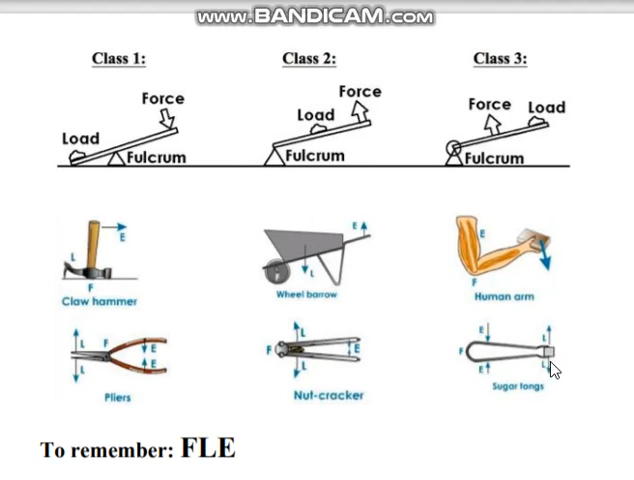 www.BANDICAM.com
Class 1: Class 2: Class 3:
Force
Load
Fulcrum
Force
Load
Fulcrum
Force Load
Fulcrum
E
L
F
Claw hammer
E
L
F
Wheel barrow
E
F
Human arm
L F E
L E
Pliers
L
F E
L
Nut-cracker
E L
F
E L
Sugar tongs
To remember: FLE